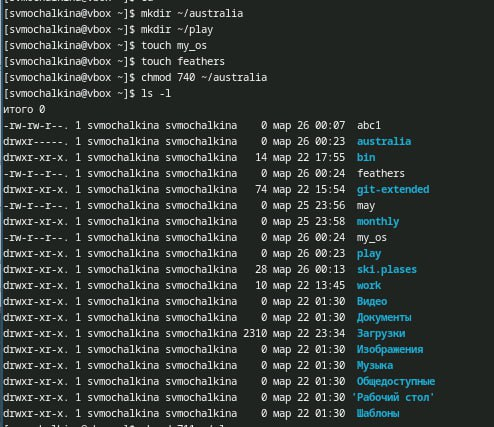 [svmochalkina@vbox ~]$ mkdir ~/australia
[svmochalkina@vbox ~]$ mkdir ~/play
[svmochalkina@vbox ~]$ touch my_os
[svmochalkina@vbox ~]$ touch feathers
[svmochalkina@vbox ~]$ chmod 740 ~/australia
[svmochalkina@vbox ~]$ ls -l
итого 0
-rw-rw-r--. 1 svmochalkina svmochalkina    0 мар 26 00:07  abc1
drwxr-----. 1 svmochalkina svmochalkina    0 мар 26 00:23  australia
drwxr-xr-x. 1 svmochalkina svmochalkina   14 мар 22 17:55  bin
-rw-r--r--. 1 svmochalkina svmochalkina    0 мар 26 00:24  feathers
drwxr-xr-x. 1 svmochalkina svmochalkina   74 мар 22 15:54  git-extended
-rw-r--r--. 1 svmochalkina svmochalkina    0 мар 25 23:56  may
drwxr-xr-x. 1 svmochalkina svmochalkina    0 мар 25 23:58  monthly
-rw-r--r--. 1 svmochalkina svmochalkina    0 мар 26 00:24  my_os
drwxr-xr-x. 1 svmochalkina svmochalkina    0 мар 26 00:23  play
drwxr-xr-x. 1 svmochalkina svmochalkina   28 мар 26 00:13  ski.plases
drwxr-xr-x. 1 svmochalkina svmochalkina   10 мар 22 13:45  work
drwxr-xr-x. 1 svmochalkina svmochalkina    0 мар 22 01:30  Видео
drwxr-xr-x. 1 svmochalkina svmochalkina    0 мар 22 01:30  Документы
drwxr-xr-x. 1 svmochalkina svmochalkina 2310 мар 22 23:34  Загрузки
drwxr-xr-x. 1 svmochalkina svmochalkina    0 мар 22 01:30  Изображения
drwxr-xr-x. 1 svmochalkina svmochalkina    0 мар 22 01:30  Музыка
drwxr-xr-x. 1 svmochalkina svmochalkina    0 мар 22 01:30  Общедоступные
drwxr-xr-x. 1 svmochalkina svmochalkina    0 мар 22 01:30 'Рабочий стол'
drwxr-xr-x. 1 svmochalkina svmochalkina    0 мар 22 01:30  Шаблоны